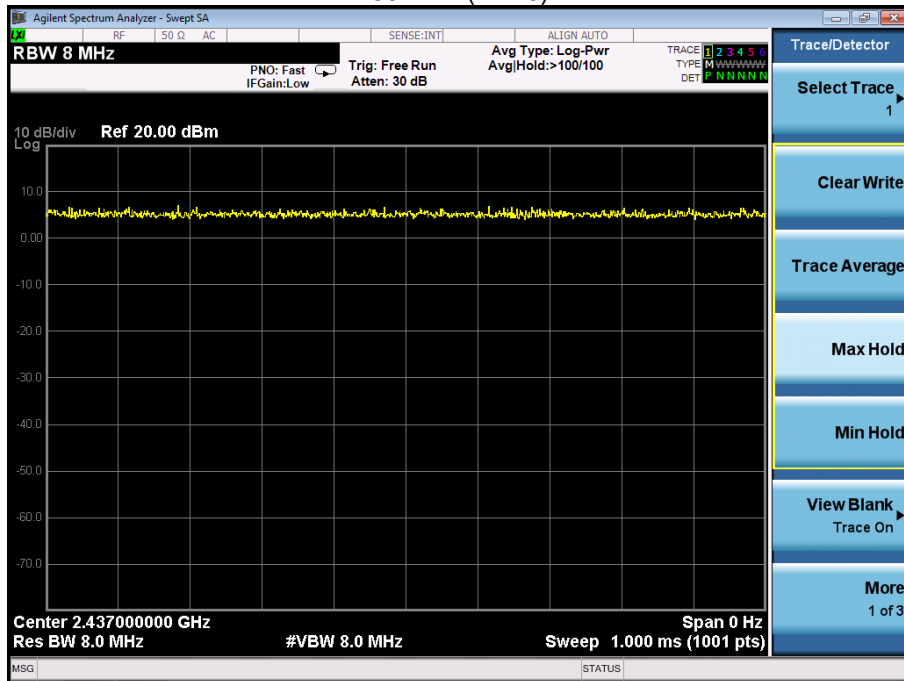 Agilent Spectrum Analyzer - Swept SA
LXI RF 50 Ω AC SENSE:INT ALIGN AUTO
RBW 8 MHz
PNO: Fast
IFGain:Low
Trig: Free Run
Atten: 30 dB
Avg Type: Log-Pwr
Avg|Hold:>100/100
TRACE 1 2 3 4 5 6
TYPE M WWWWW
DET P N N N N N
10 dB/div Ref 20.00 dBm
Log
10.0
0.00
-10.0
-20.0
-30.0
-40.0
-50.0
-60.0
-70.0
Center 2.437000000 GHz Span 0 Hz
Res BW 8.0 MHz #VBW 8.0 MHz Sweep 1.000 ms (1001 pts)
MSG STATUS
Trace/Detector
Select Trace
1
Clear Write
Trace Average
Max Hold
Min Hold
View Blank
Trace On
More
1 of 3